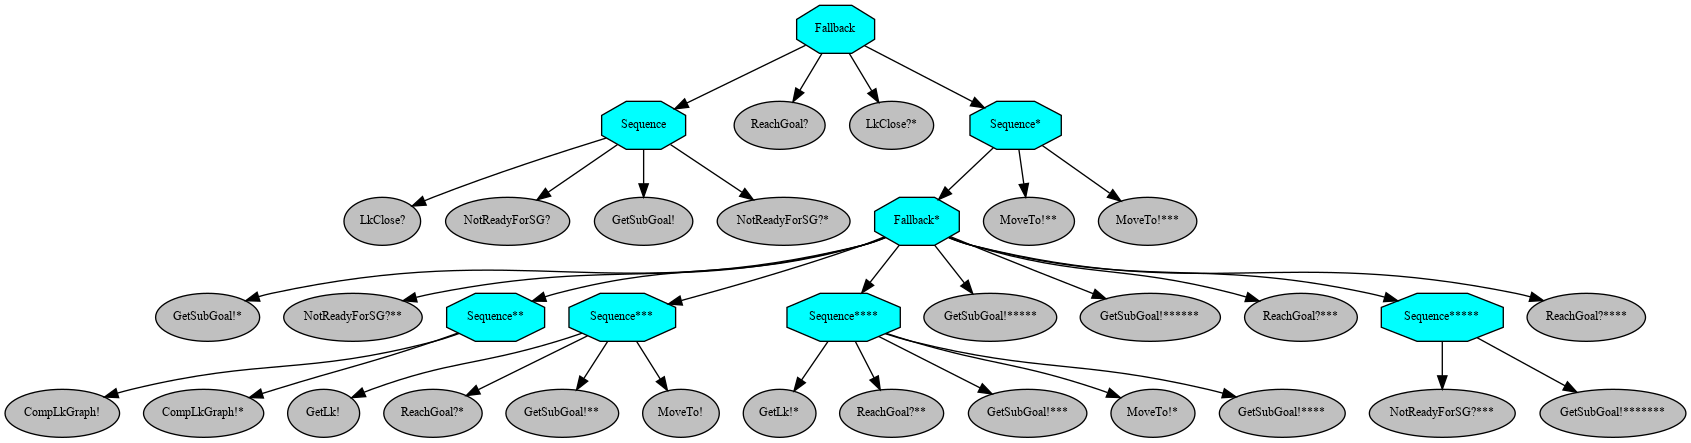 Fallback
Sequence
ReachGoal?
LkClose?*
Sequence*
LkClose?
NotReadyForSG?
GetSubGoal!
NotReadyForSG?*
Fallback*
MoveTo!**
MoveTo!***
GetSubGoal!*
NotReadyForSG?**
Sequence**
Sequence***
Sequence****
GetSubGoal!*****
GetSubGoal!******
ReachGoal?***
Sequence*****
ReachGoal?****
CompLkGraph!
CompLkGraph!*
GetLk!
ReachGoal?*
GetSubGoal!**
MoveTo!
GetLk!*
ReachGoal?**
GetSubGoal!***
MoveTo!*
GetSubGoal!****
NotReadyForSG?***
GetSubGoal!*******